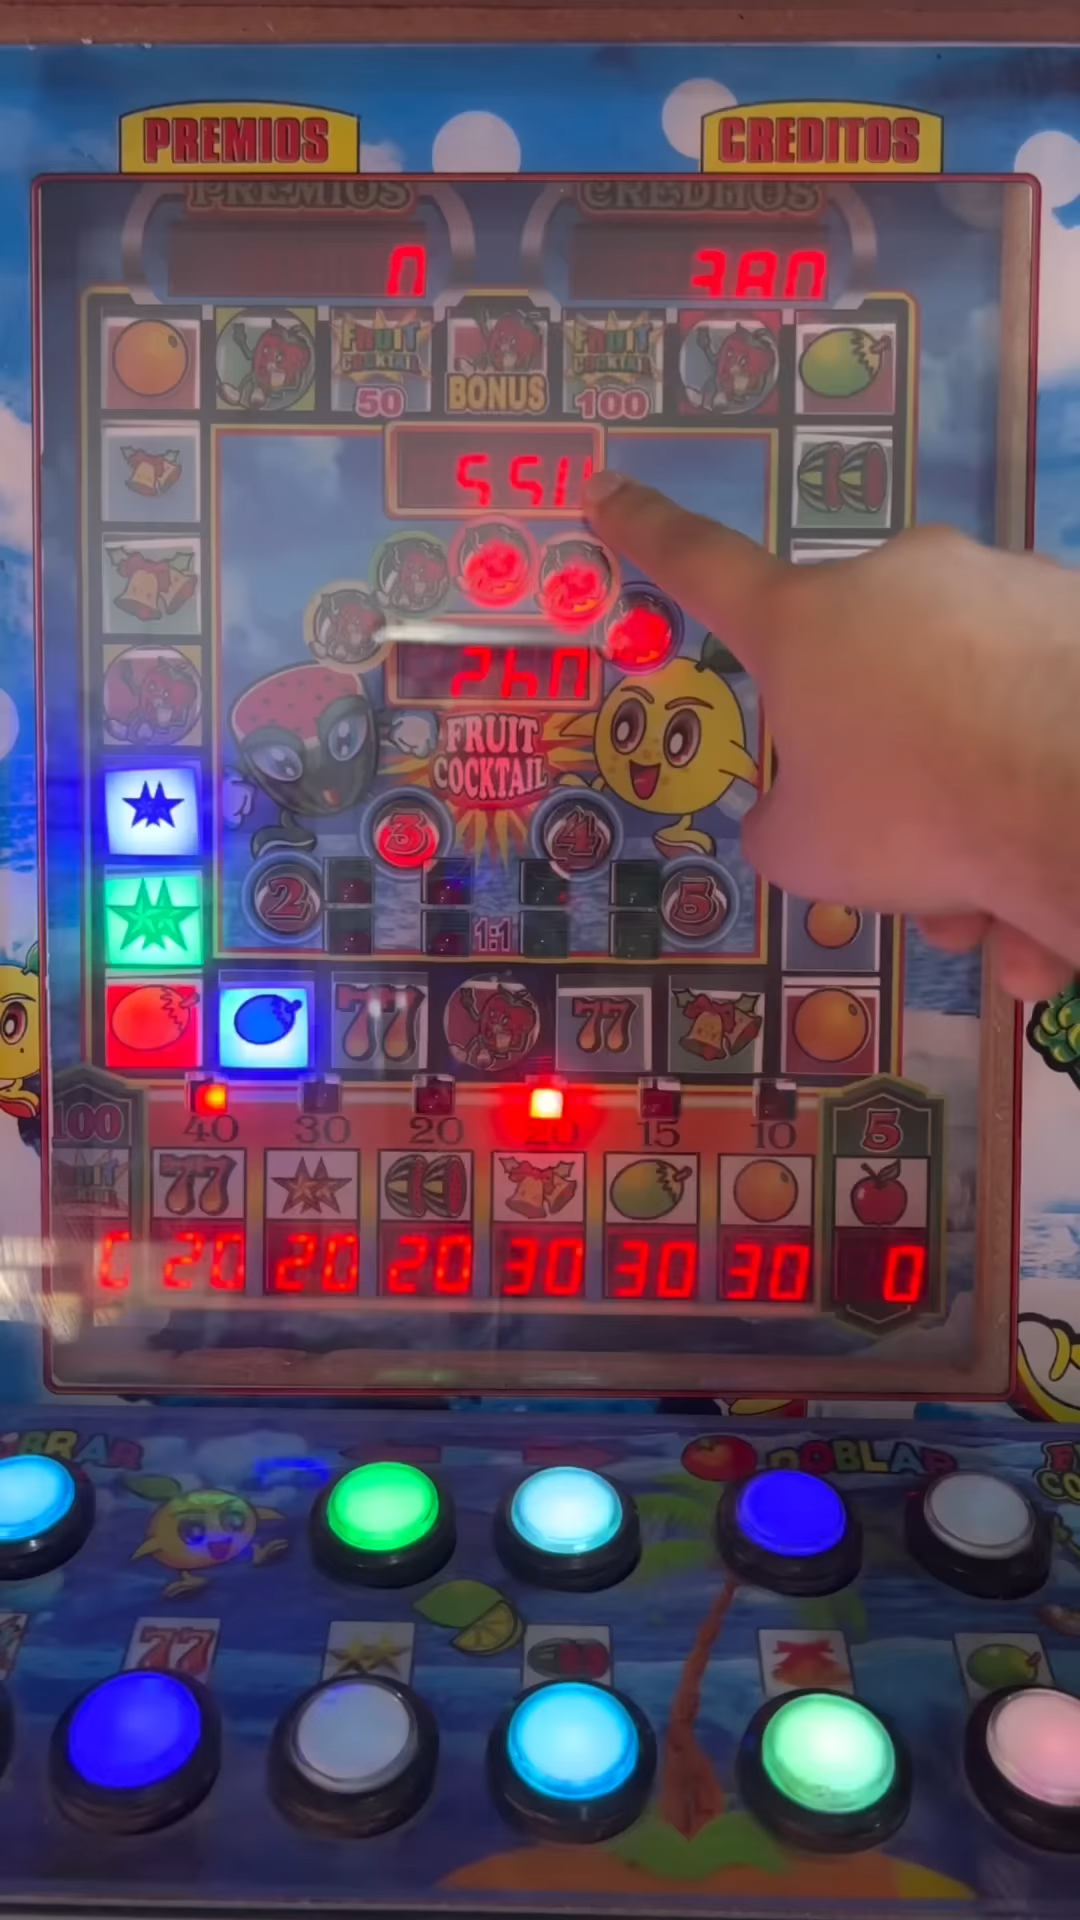 PREMIOS CREDITOS
PREMIOS CREDITOS
0 380
FRUIT COCKTAIL 50
BONUS
FRUIT COCKTAIL 100
551
260
FRUIT
COCKTAIL
3 4
2 5
1:1
77 77
100 40 30 20 20 15 10 5
77
0 20 20 20 30 30 30 0
DOBLAR
77